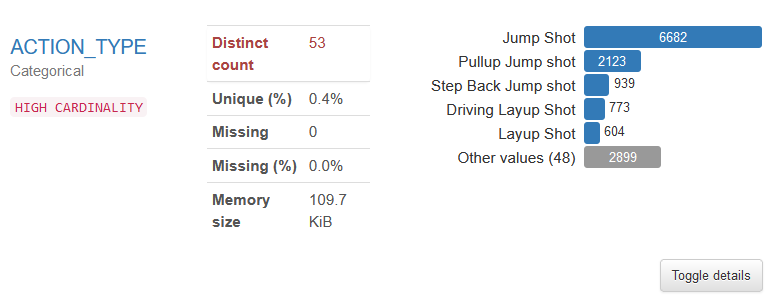 ACTION_TYPE
Categorical
HIGH CARDINALITY
Distinct count 53
Unique (%) 0.4%
Missing 0
Missing (%) 0.0%
Memory size 109.7 KiB
Jump Shot 6682
Pullup Jump shot 2123
Step Back Jump shot 939
Driving Layup Shot 773
Layup Shot 604
Other values (48) 2899
Toggle details